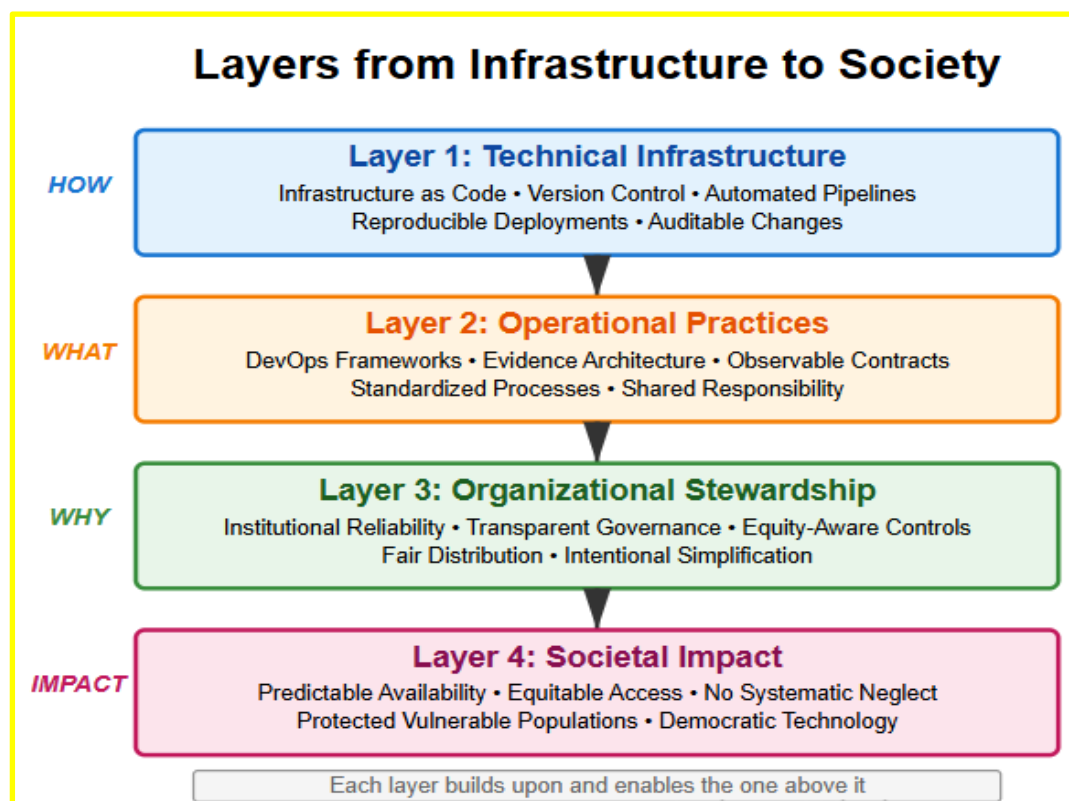 Layers from Infrastructure to Society
HOW
Layer 1: Technical Infrastructure
Infrastructure as Code • Version Control • Automated Pipelines
Reproducible Deployments • Auditable Changes
WHAT
Layer 2: Operational Practices
DevOps Frameworks • Evidence Architecture • Observable Contracts
Standardized Processes • Shared Responsibility
WHY
Layer 3: Organizational Stewardship
Institutional Reliability • Transparent Governance • Equity-Aware Controls
Fair Distribution • Intentional Simplification
IMPACT
Layer 4: Societal Impact
Predictable Availability • Equitable Access • No Systematic Neglect
Protected Vulnerable Populations • Democratic Technology
Each layer builds upon and enables the one above it